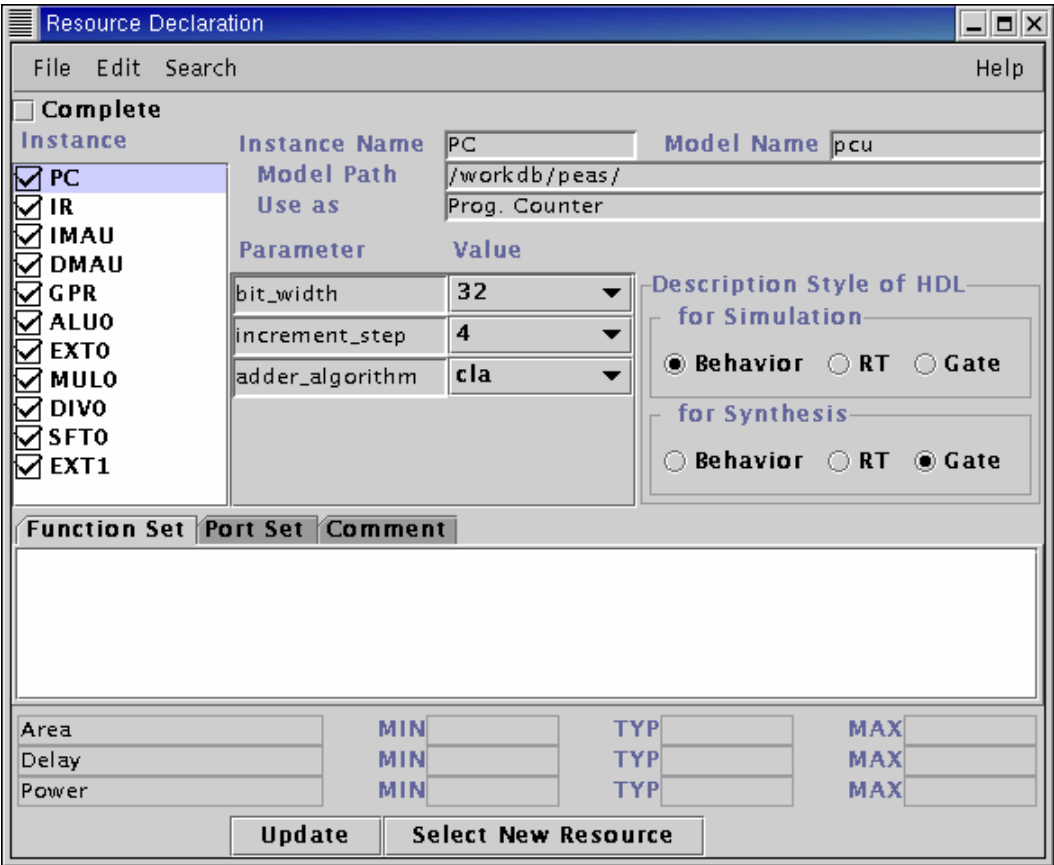 Resource Declaration
File Edit Search Help
Complete
Instance
PC
IR
IMAU
DMAU
GPR
ALU0
EXT0
MUL0
DIV0
SFT0
EXT1
Instance Name PC Model Name pcu
Model Path /workdb/peas/
Use as Prog. Counter
Parameter Value
bit_width 32
increment_step 4
adder_algorithm cla
Description Style of HDL
for Simulation
Behavior RT Gate
for Synthesis
Behavior RT Gate
Function Set Port Set Comment
Area MIN TYP MAX
Delay MIN TYP MAX
Power MIN TYP MAX
Update Select New Resource